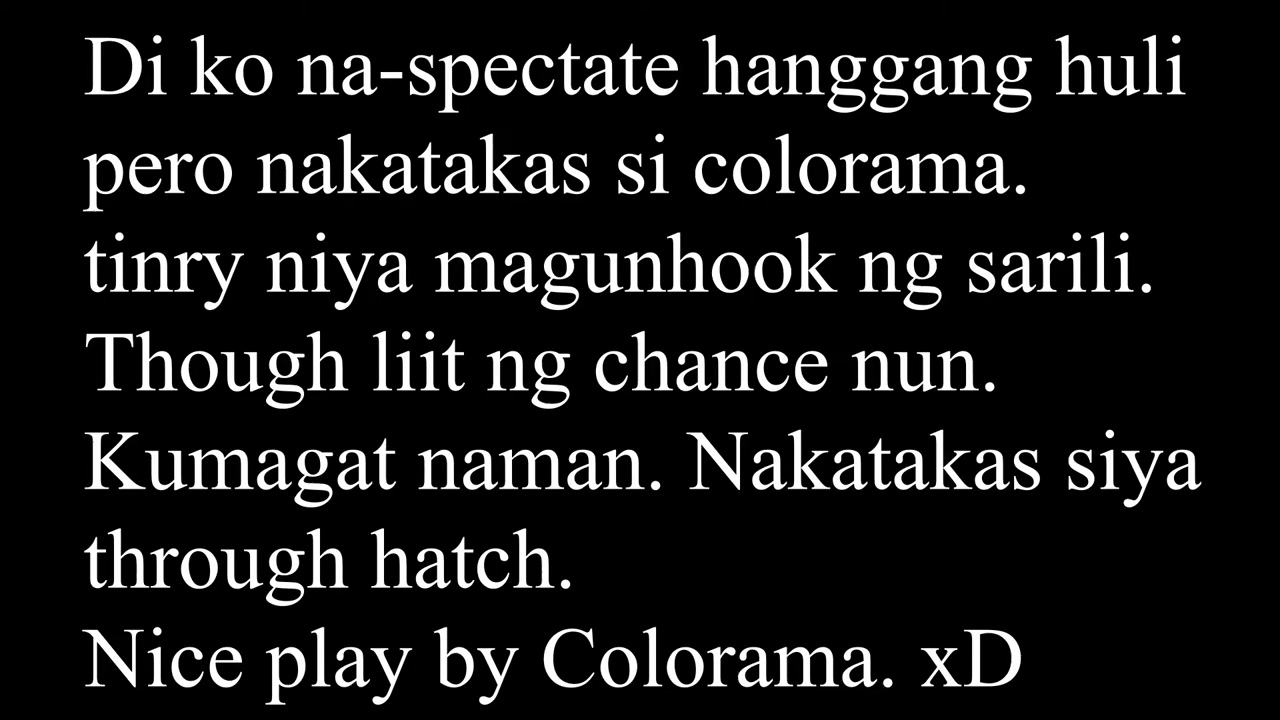 Di ko na-spectate hanggang huli
pero nakatakas si colorama.
tinry niya magunhook ng sarili.
Though liit ng chance nun.
Kumagat naman. Nakatakas siya
through hatch.
Nice play by Colorama. xD